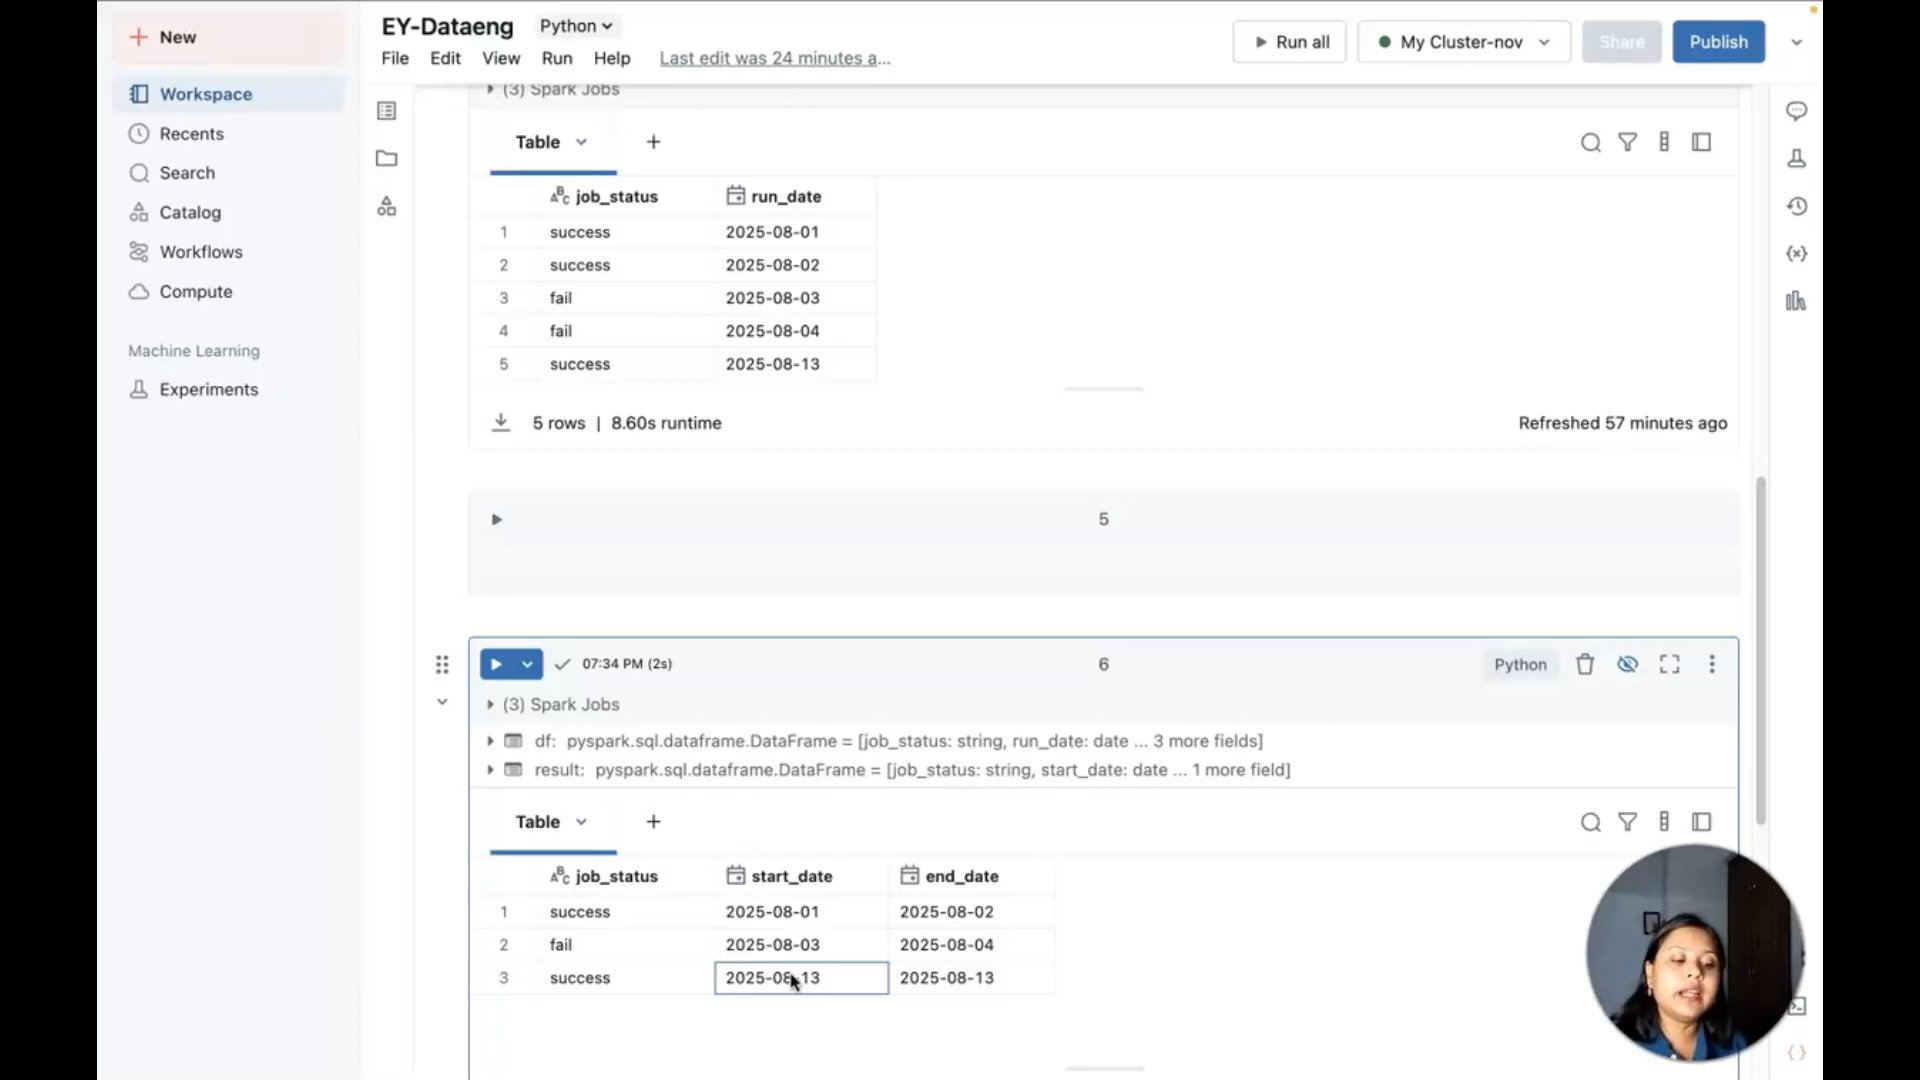 New
Workspace
Recents
Search
Catalog
Workflows
Compute
Machine Learning
Experiments
EY-Dataeng Python
File Edit View Run Help Last edit was 24 minutes a...
Run all
My Cluster-nov
Share
Publish
(3) Spark Jobs
Table +
job_status run_date
1 success 2025-08-01
2 success 2025-08-02
3 fail 2025-08-03
4 fail 2025-08-04
5 success 2025-08-13
5 rows | 8.60s runtime
Refreshed 57 minutes ago
5
07:34 PM (2s)
6
Python
(3) Spark Jobs
df: pyspark.sql.dataframe.DataFrame = [job_status: string, run_date: date ... 3 more fields]
result: pyspark.sql.dataframe.DataFrame = [job_status: string, start_date: date ... 1 more field]
Table +
job_status start_date end_date
1 success 2025-08-01 2025-08-02
2 fail 2025-08-03 2025-08-04
3 success 2025-08-13 2025-08-13